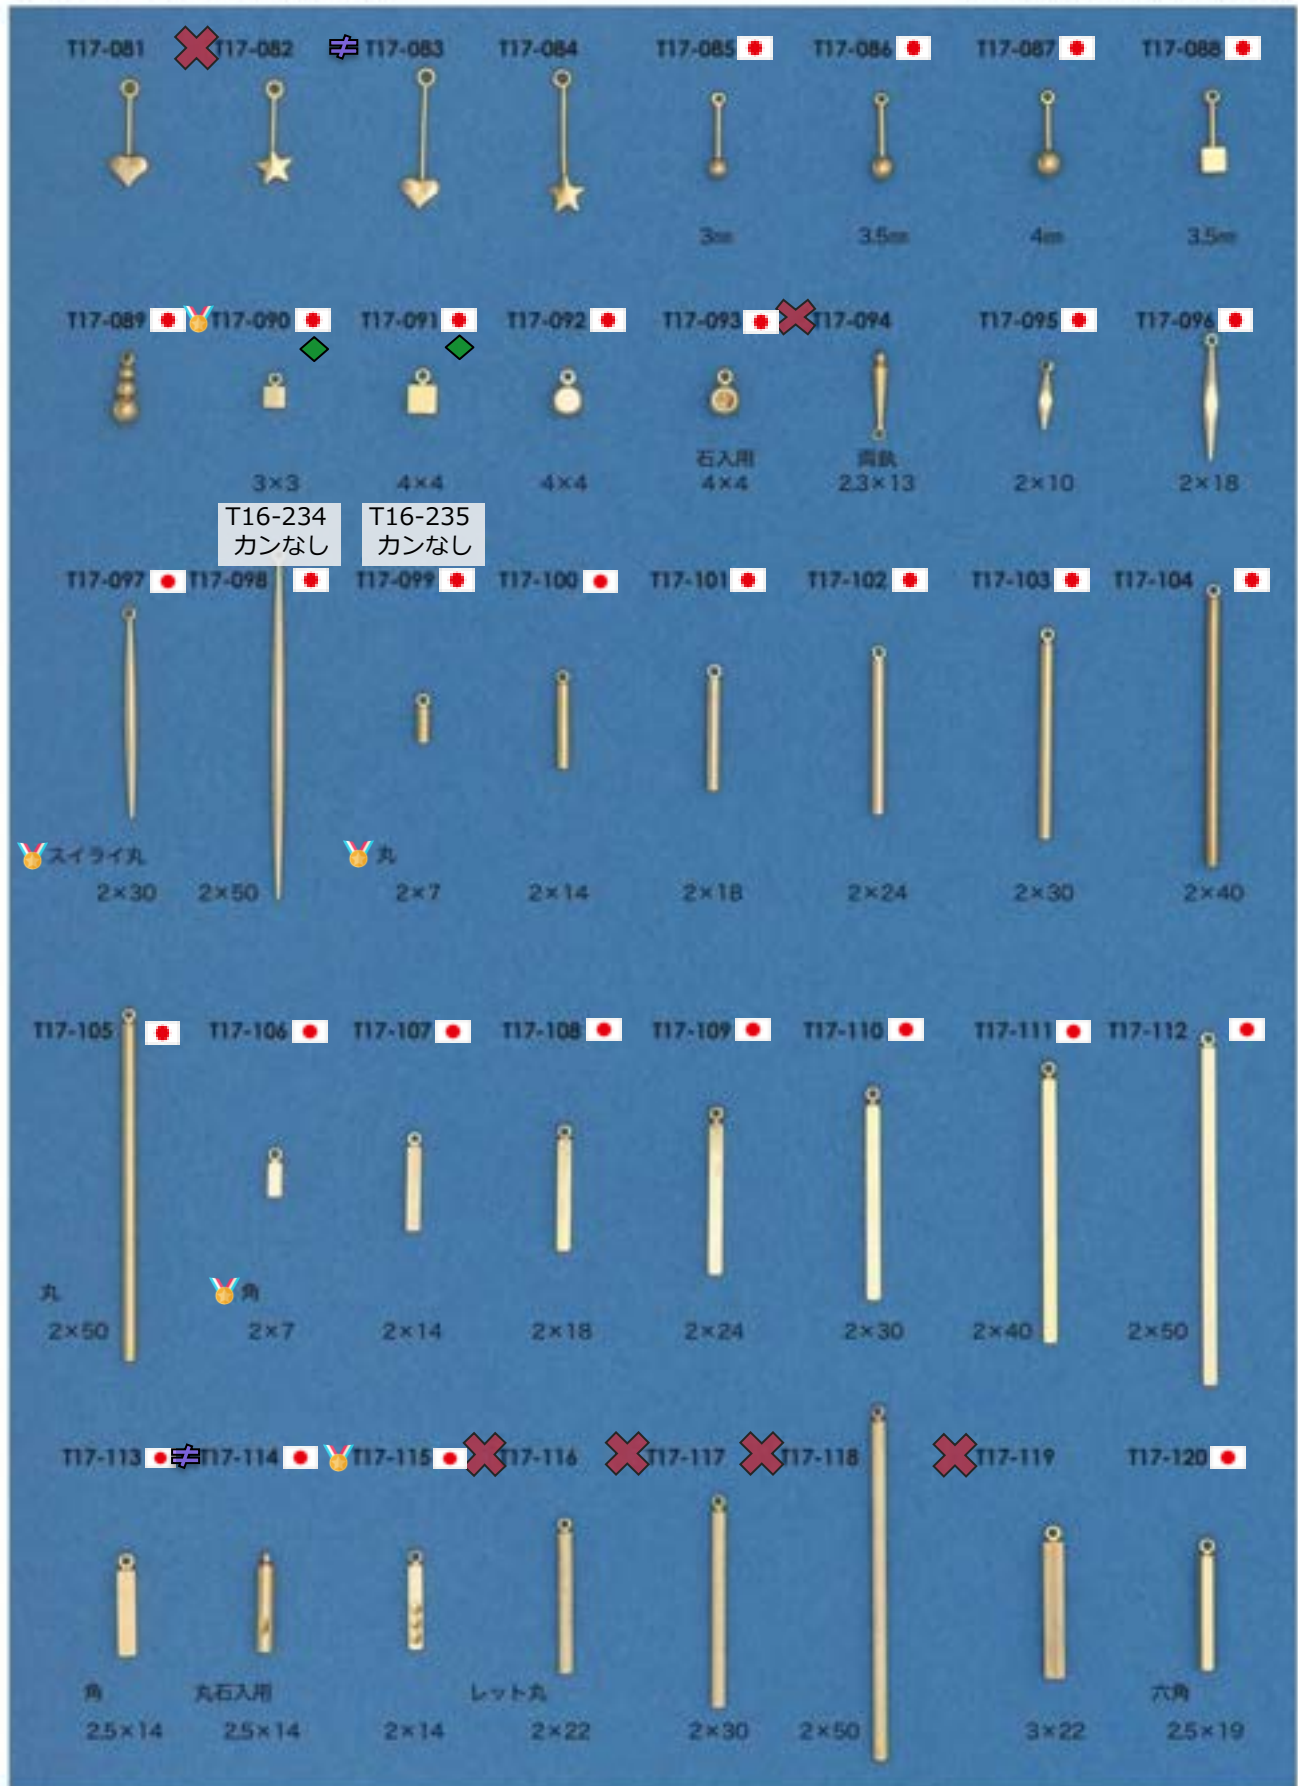 T17-081 T17-082 T17-083 T17-084 T17-085 T17-086 T17-087 T17-088
3㎜ 3.5㎜ 4㎜ 3.5㎜
T17-089 T17-090 T17-091 T17-092 T17-093 T17-094 T17-095 T17-096
石入用 両鈨
3×3 4×4 4×4 4×4 2.3×13 2×10 2×18
T16-234 T16-235
カンなし カンなし
T17-097 T17-098 T17-099 T17-100 T17-101 T17-102 T17-103 T17-104
スイライ丸 丸
2×30 2×50 2×7 2×14 2×18 2×24 2×30 2×40
T17-105 T17-106 T17-107 T17-108 T17-109 T17-110 T17-111 T17-112
丸 角
2×50 2×7 2×14 2×18 2×24 2×30 2×40 2×50
T17-113 T17-114 T17-115 T17-116 T17-117 T17-118 T17-119 T17-120
角 丸石入用 レット丸 六角
2.5×14 2.5×14 2×14 2×22 2×30 2×50 3×22 2.5×19